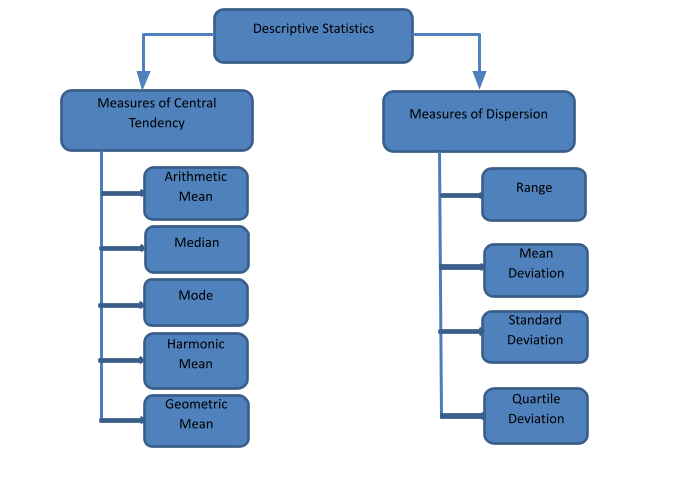 Descriptive Statistics
Measures of Central
Tendency
Arithmetic
Mean
Median
Mode
Harmonic
Mean
Geometric
Mean
Measures of Dispersion
Range
Mean
Deviation
Standard
Deviation
Quartile
Deviation